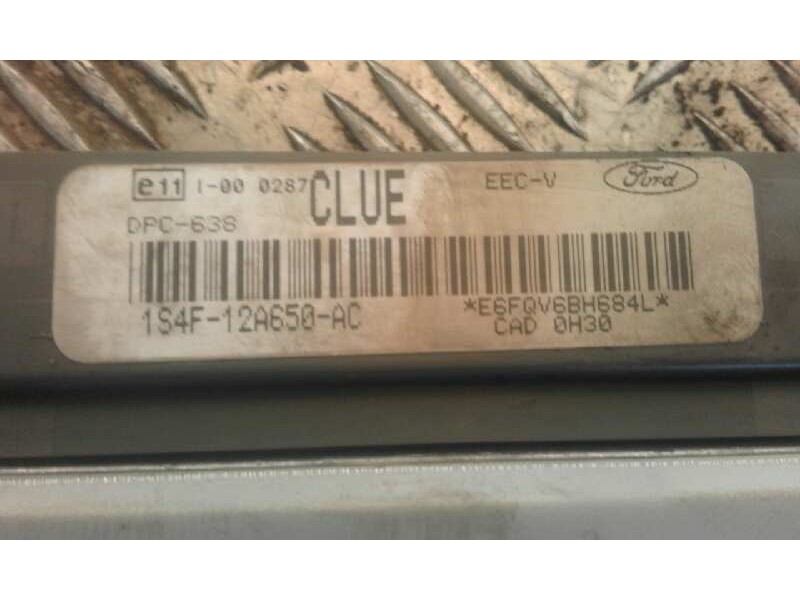 e11 I-00 0287 CLUE EEC-V Ford
DPC-638
1S4F-12A650-AC *E6FQV6BH684L*
CAD 0H30